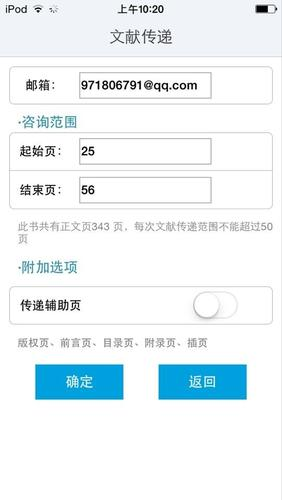 iPod 上午10:20
文献传递
邮箱: 971806791@qq.com
·咨询范围
起始页: 25
结束页: 56
此书共有正文页343 页，每次文献传递范围不能超过50
页
·附加选项
传递辅助页
版权页、前言页、目录页、附录页、插页
确定 返回